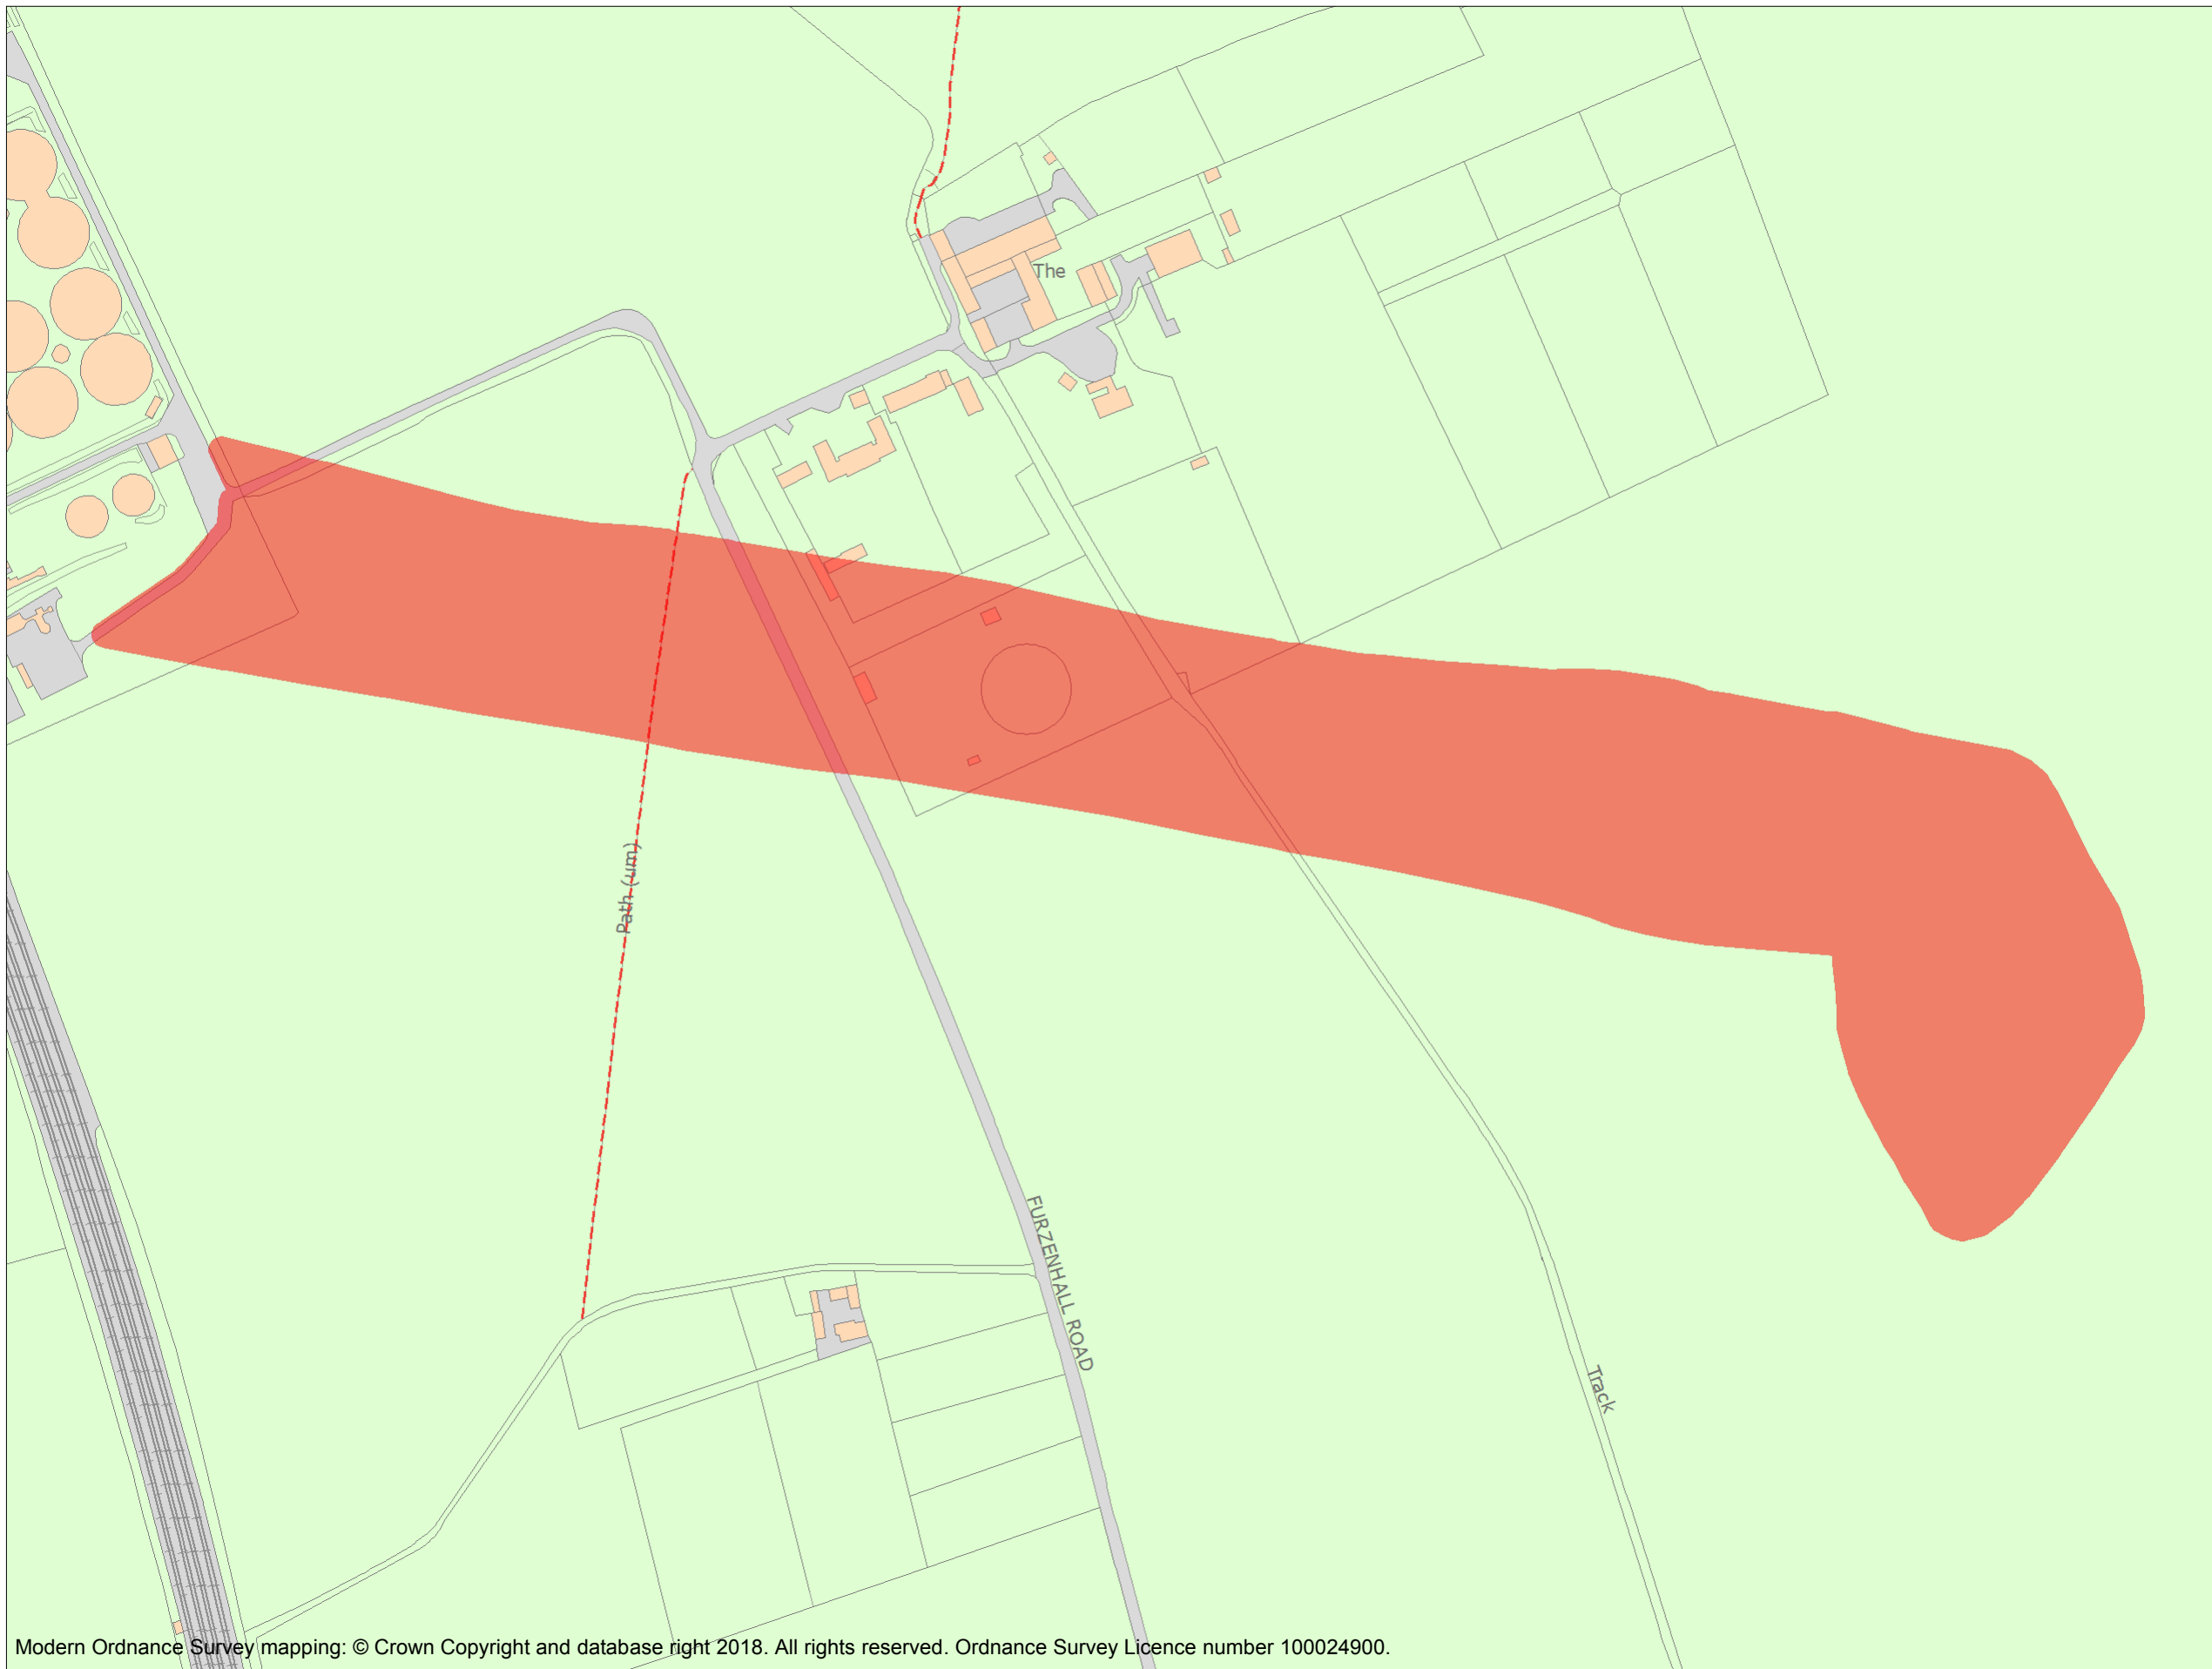 The
Path (um)
FURZENHALL ROAD
Track
Modern Ordnance Survey mapping: © Crown Copyright and database right 2018. All rights reserved. Ordnance Survey Licence number 100024900.